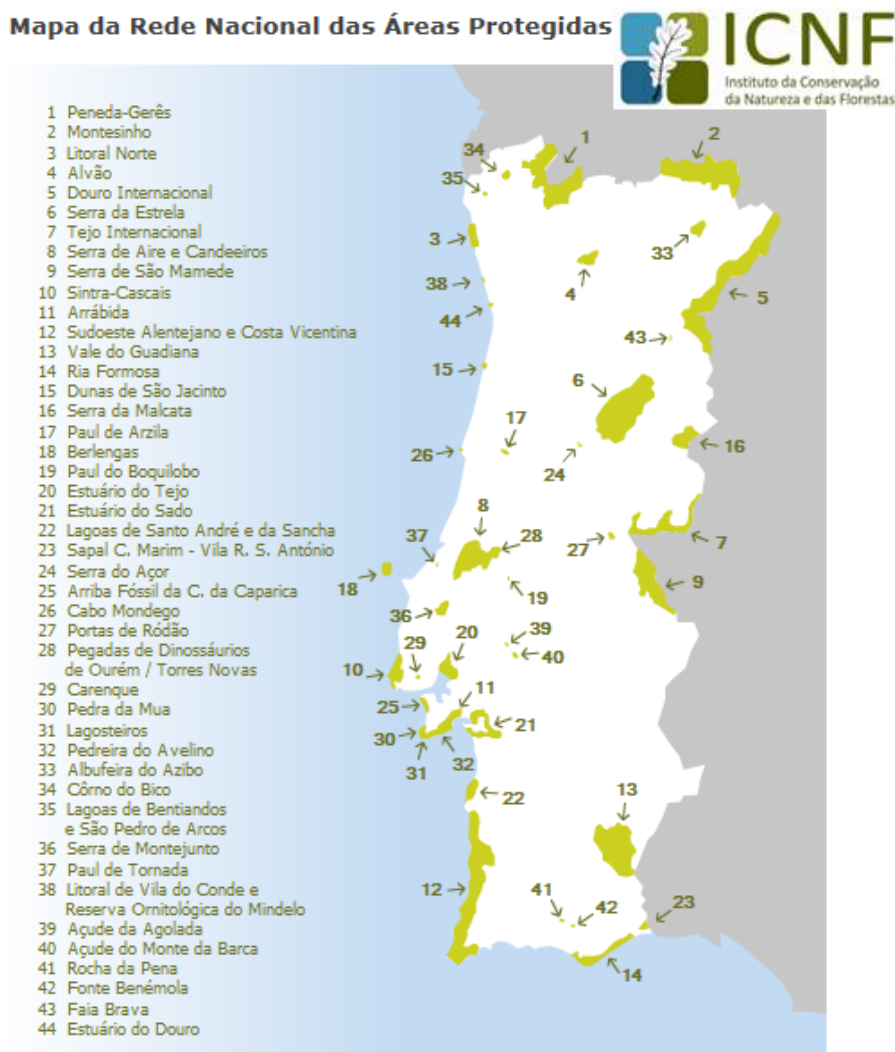 Mapa da Rede Nacional das Áreas Protegidas
ICNF
Instituto da Conservação
da Natureza e das Florestas
1 Peneda-Gerês
2 Montesinho
3 Litoral Norte
4 Alvão
5 Douro Internacional
6 Serra da Estrela
7 Tejo Internacional
8 Serra de Aire e Candeeiros
9 Serra de São Mamede
10 Sintra-Cascais
11 Arrábida
12 Sudoeste Alentejano e Costa Vicentina
13 Vale do Guadiana
14 Ria Formosa
15 Dunas de São Jacinto
16 Serra da Malcata
17 Paul de Arzila
18 Berlengas
19 Paul do Boquilobo
20 Estuário do Tejo
21 Estuário do Sado
22 Lagoas de Santo André e da Sancha
23 Sapal C. Marim - Vila R. S. António
24 Serra do Açor
25 Arriba Fóssil da C. da Caparica
26 Cabo Mondego
27 Portas de Ródão
28 Pegadas de Dinossáurios
de Ourém / Torres Novas
29 Carenque
30 Pedra da Mua
31 Lagosteiros
32 Pedreira do Avelino
33 Albufeira do Azibo
34 Côrno do Bico
35 Lagoas de Bentiandos
e São Pedro de Arcos
36 Serra de Montejunto
37 Paul de Tornada
38 Litoral de Vila do Conde e
Reserva Ornitológica do Mindelo
39 Açude da Agolada
40 Açude do Monte da Barca
41 Rocha da Pena
42 Fonte Benémola
43 Faia Brava
44 Estuário do Douro
1
2
34
35
3
33
38
4
5
44
43
15
6
17
26
24
16
8
37
28
27
7
18
9
19
36
39
29
20
40
10
11
25
21
30
31
32
22
13
12
41
42
23
14